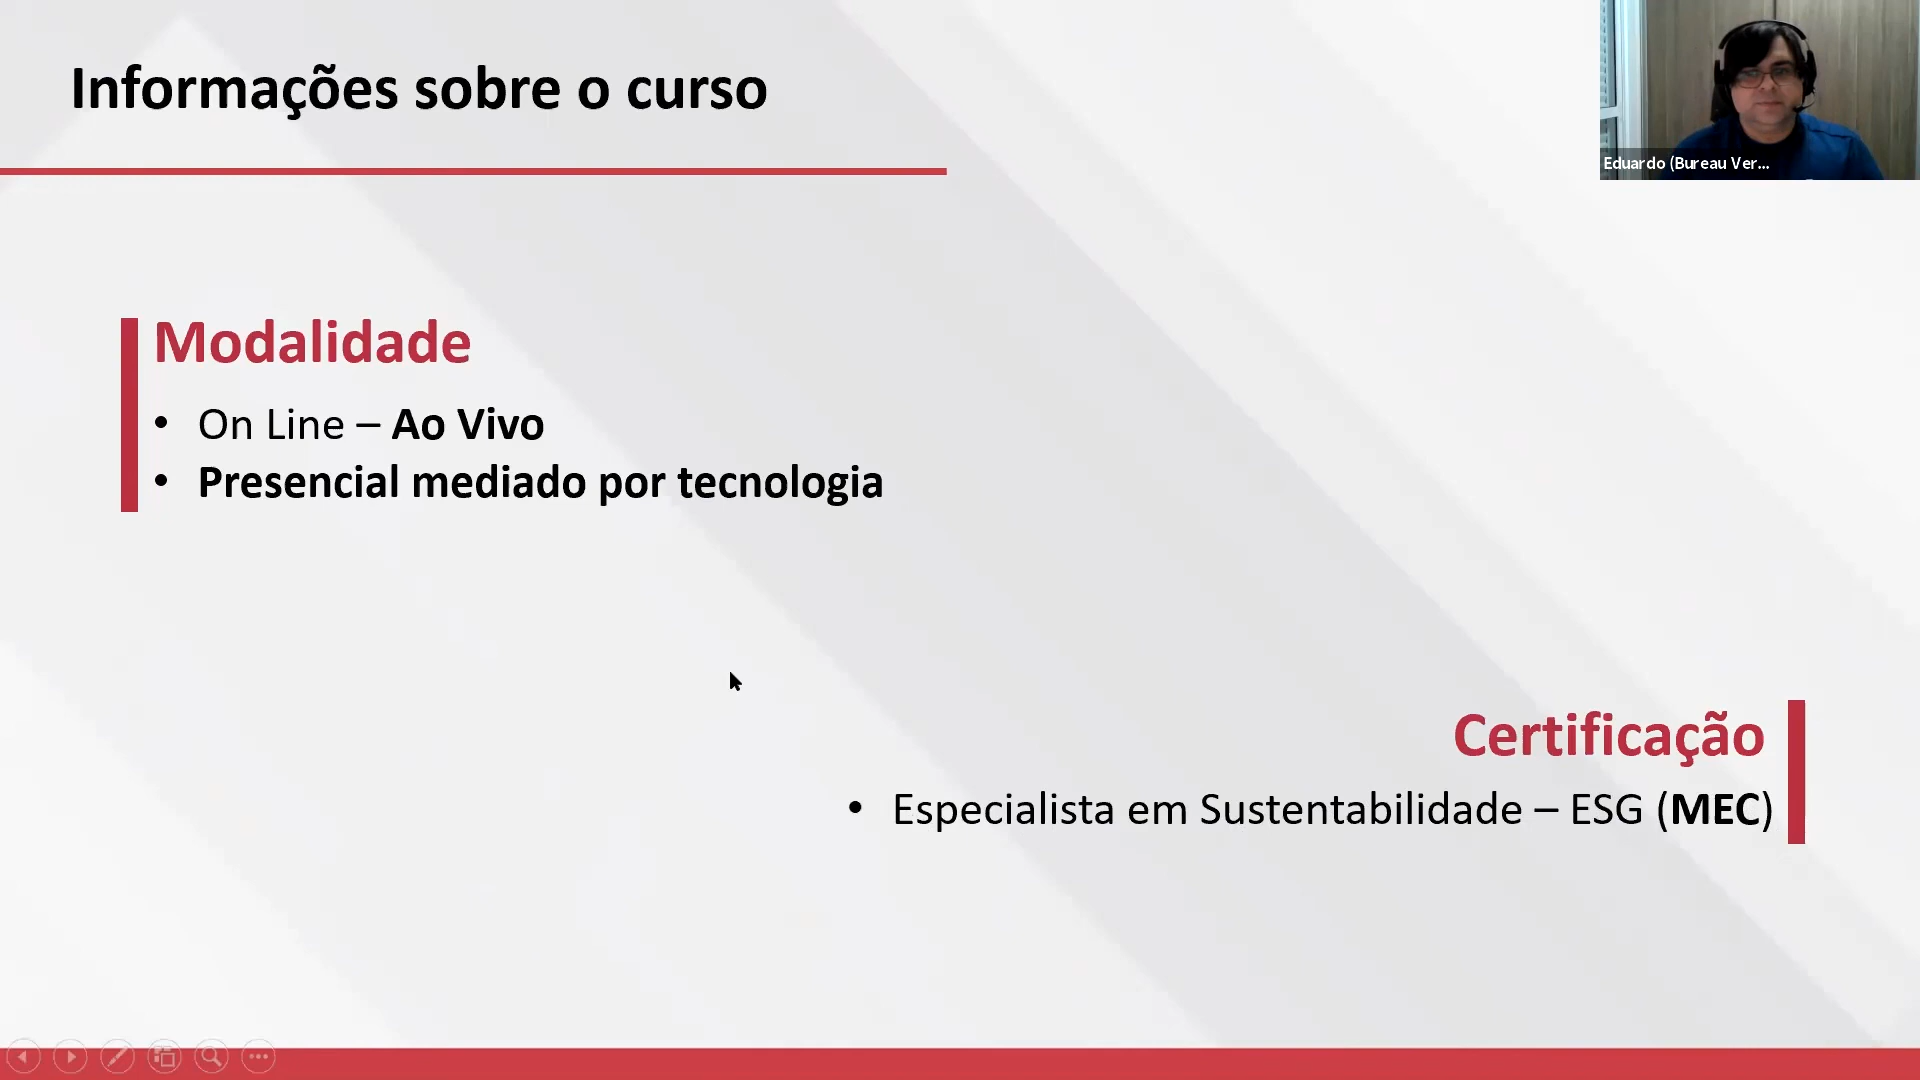 Informações sobre o curso
Eduardo (Bureau Ver...
Modalidade
• On Line – Ao Vivo
• Presencial mediado por tecnologia
Certificação
• Especialista em Sustentabilidade – ESG (MEC)